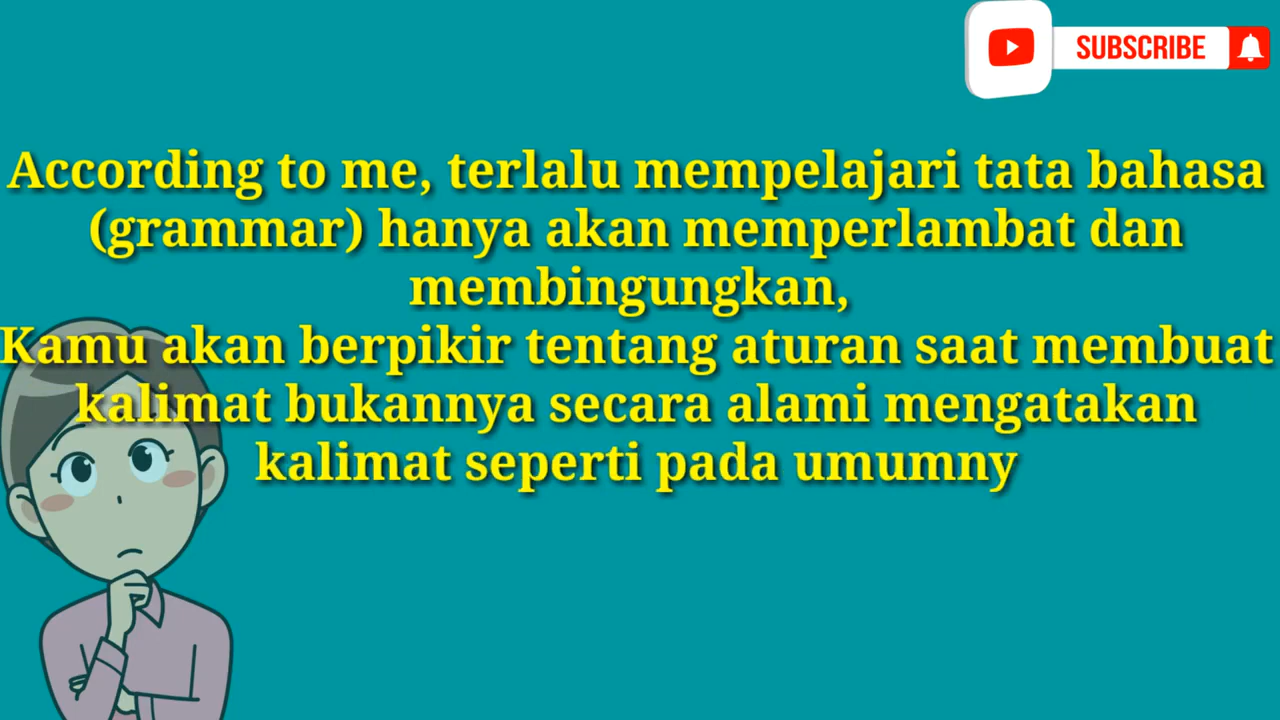 SUBSCRIBE
According to me, terlalu mempelajari tata bahasa
(grammar) hanya akan memperlambat dan
membingungkan,
Kamu akan berpikir tentang aturan saat membuat
kalimat bukannya secara alami mengatakan
kalimat seperti pada umumny